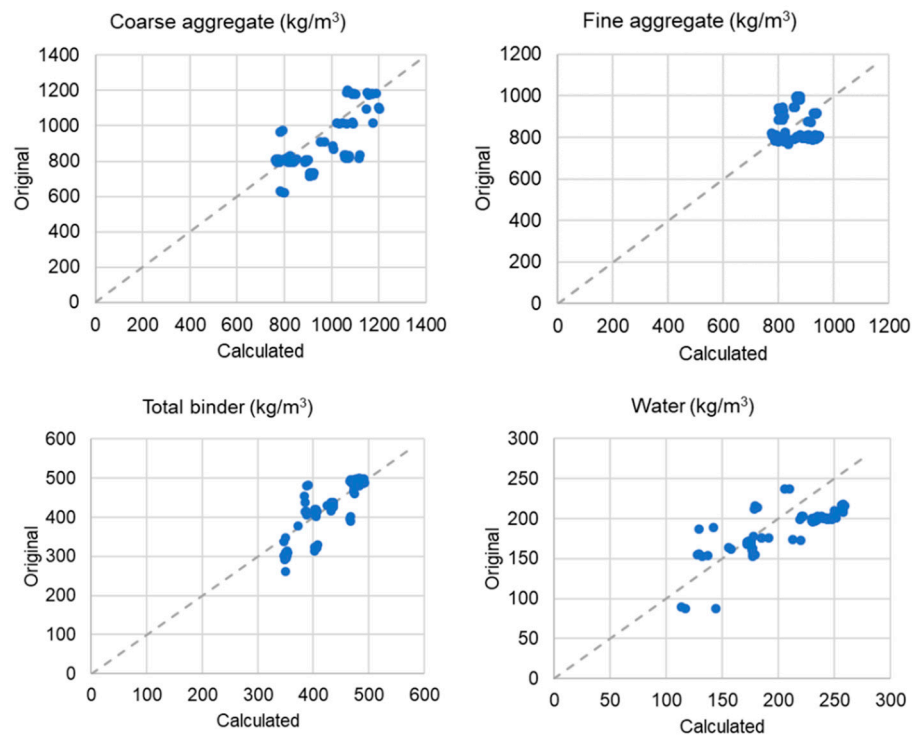 Coarse aggregate (kg/m³)
1400
1200
1000
800
600
400
200
0
Original
0 200 400 600 800 1000 1200 1400
Calculated
Fine aggregate (kg/m³)
1200
1000
800
600
400
200
0
Original
0 200 400 600 800 1000 1200
Calculated
Total binder (kg/m³)
600
500
400
300
200
100
0
Original
0 100 200 300 400 500 600
Calculated
Water (kg/m³)
300
250
200
150
100
50
0
Original
0 50 100 150 200 250 300
Calculated